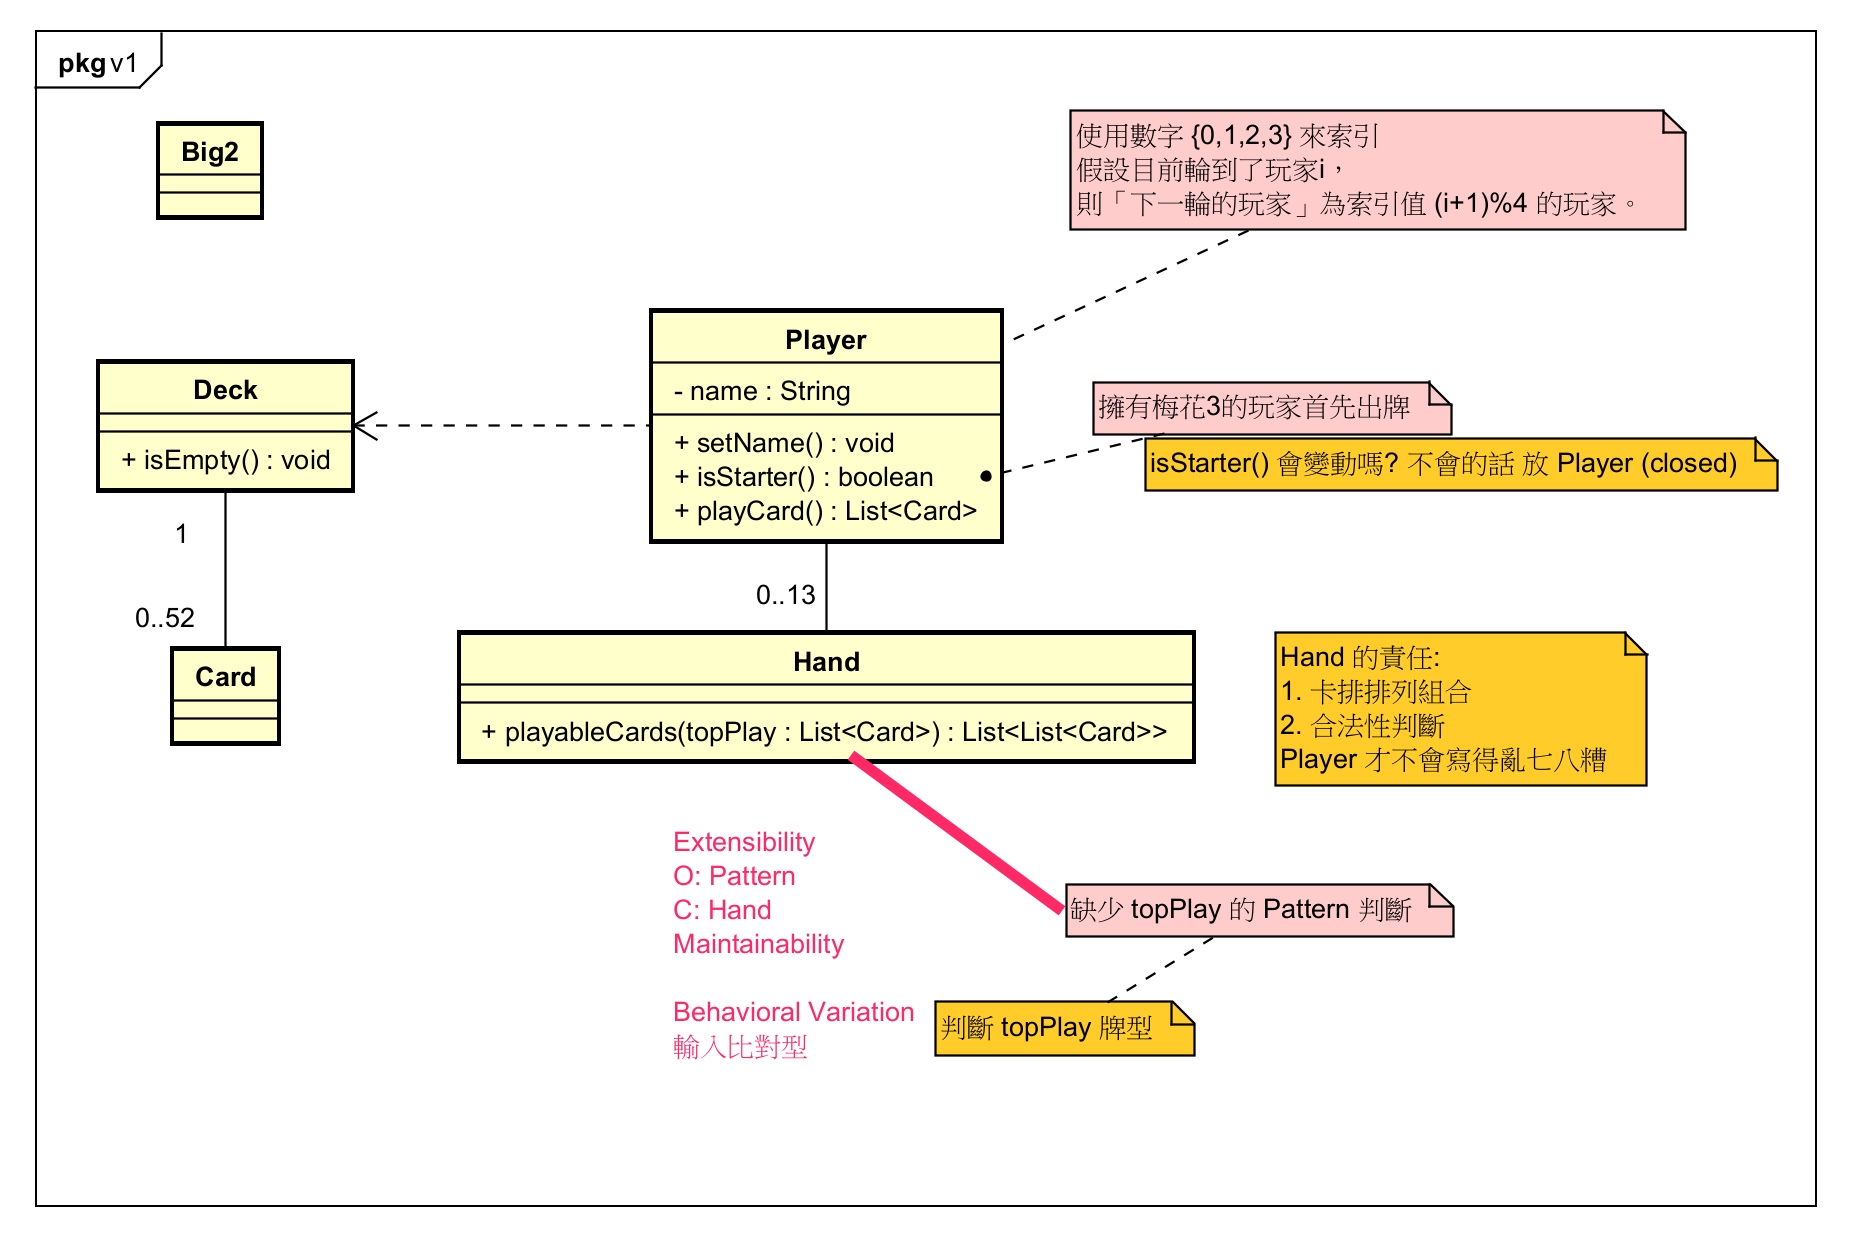 pkg v1
Big2
使用數字 {0,1,2,3} 來索引
假設目前輪到了玩家i，
則「下一輪的玩家」為索引值 (i+1)%4 的玩家。
Player
- name : String
+ setName() : void
+ isStarter() : boolean
+ playCard() : List<Card>
擁有梅花3的玩家首先出牌
isStarter() 會變動嗎? 不會的話 放 Player (closed)
Deck
+ isEmpty() : void
1
0..52
Card
0..13
Hand
+ playableCards(topPlay : List<Card>) : List<List<Card>>
Hand 的責任:
1. 卡排排列組合
2. 合法性判斷
Player 才不會寫得亂七八糟
Extensibility
O: Pattern
C: Hand
Maintainability
缺少 topPlay 的 Pattern 判斷
Behavioral Variation
輸入比對型
判斷 topPlay 牌型